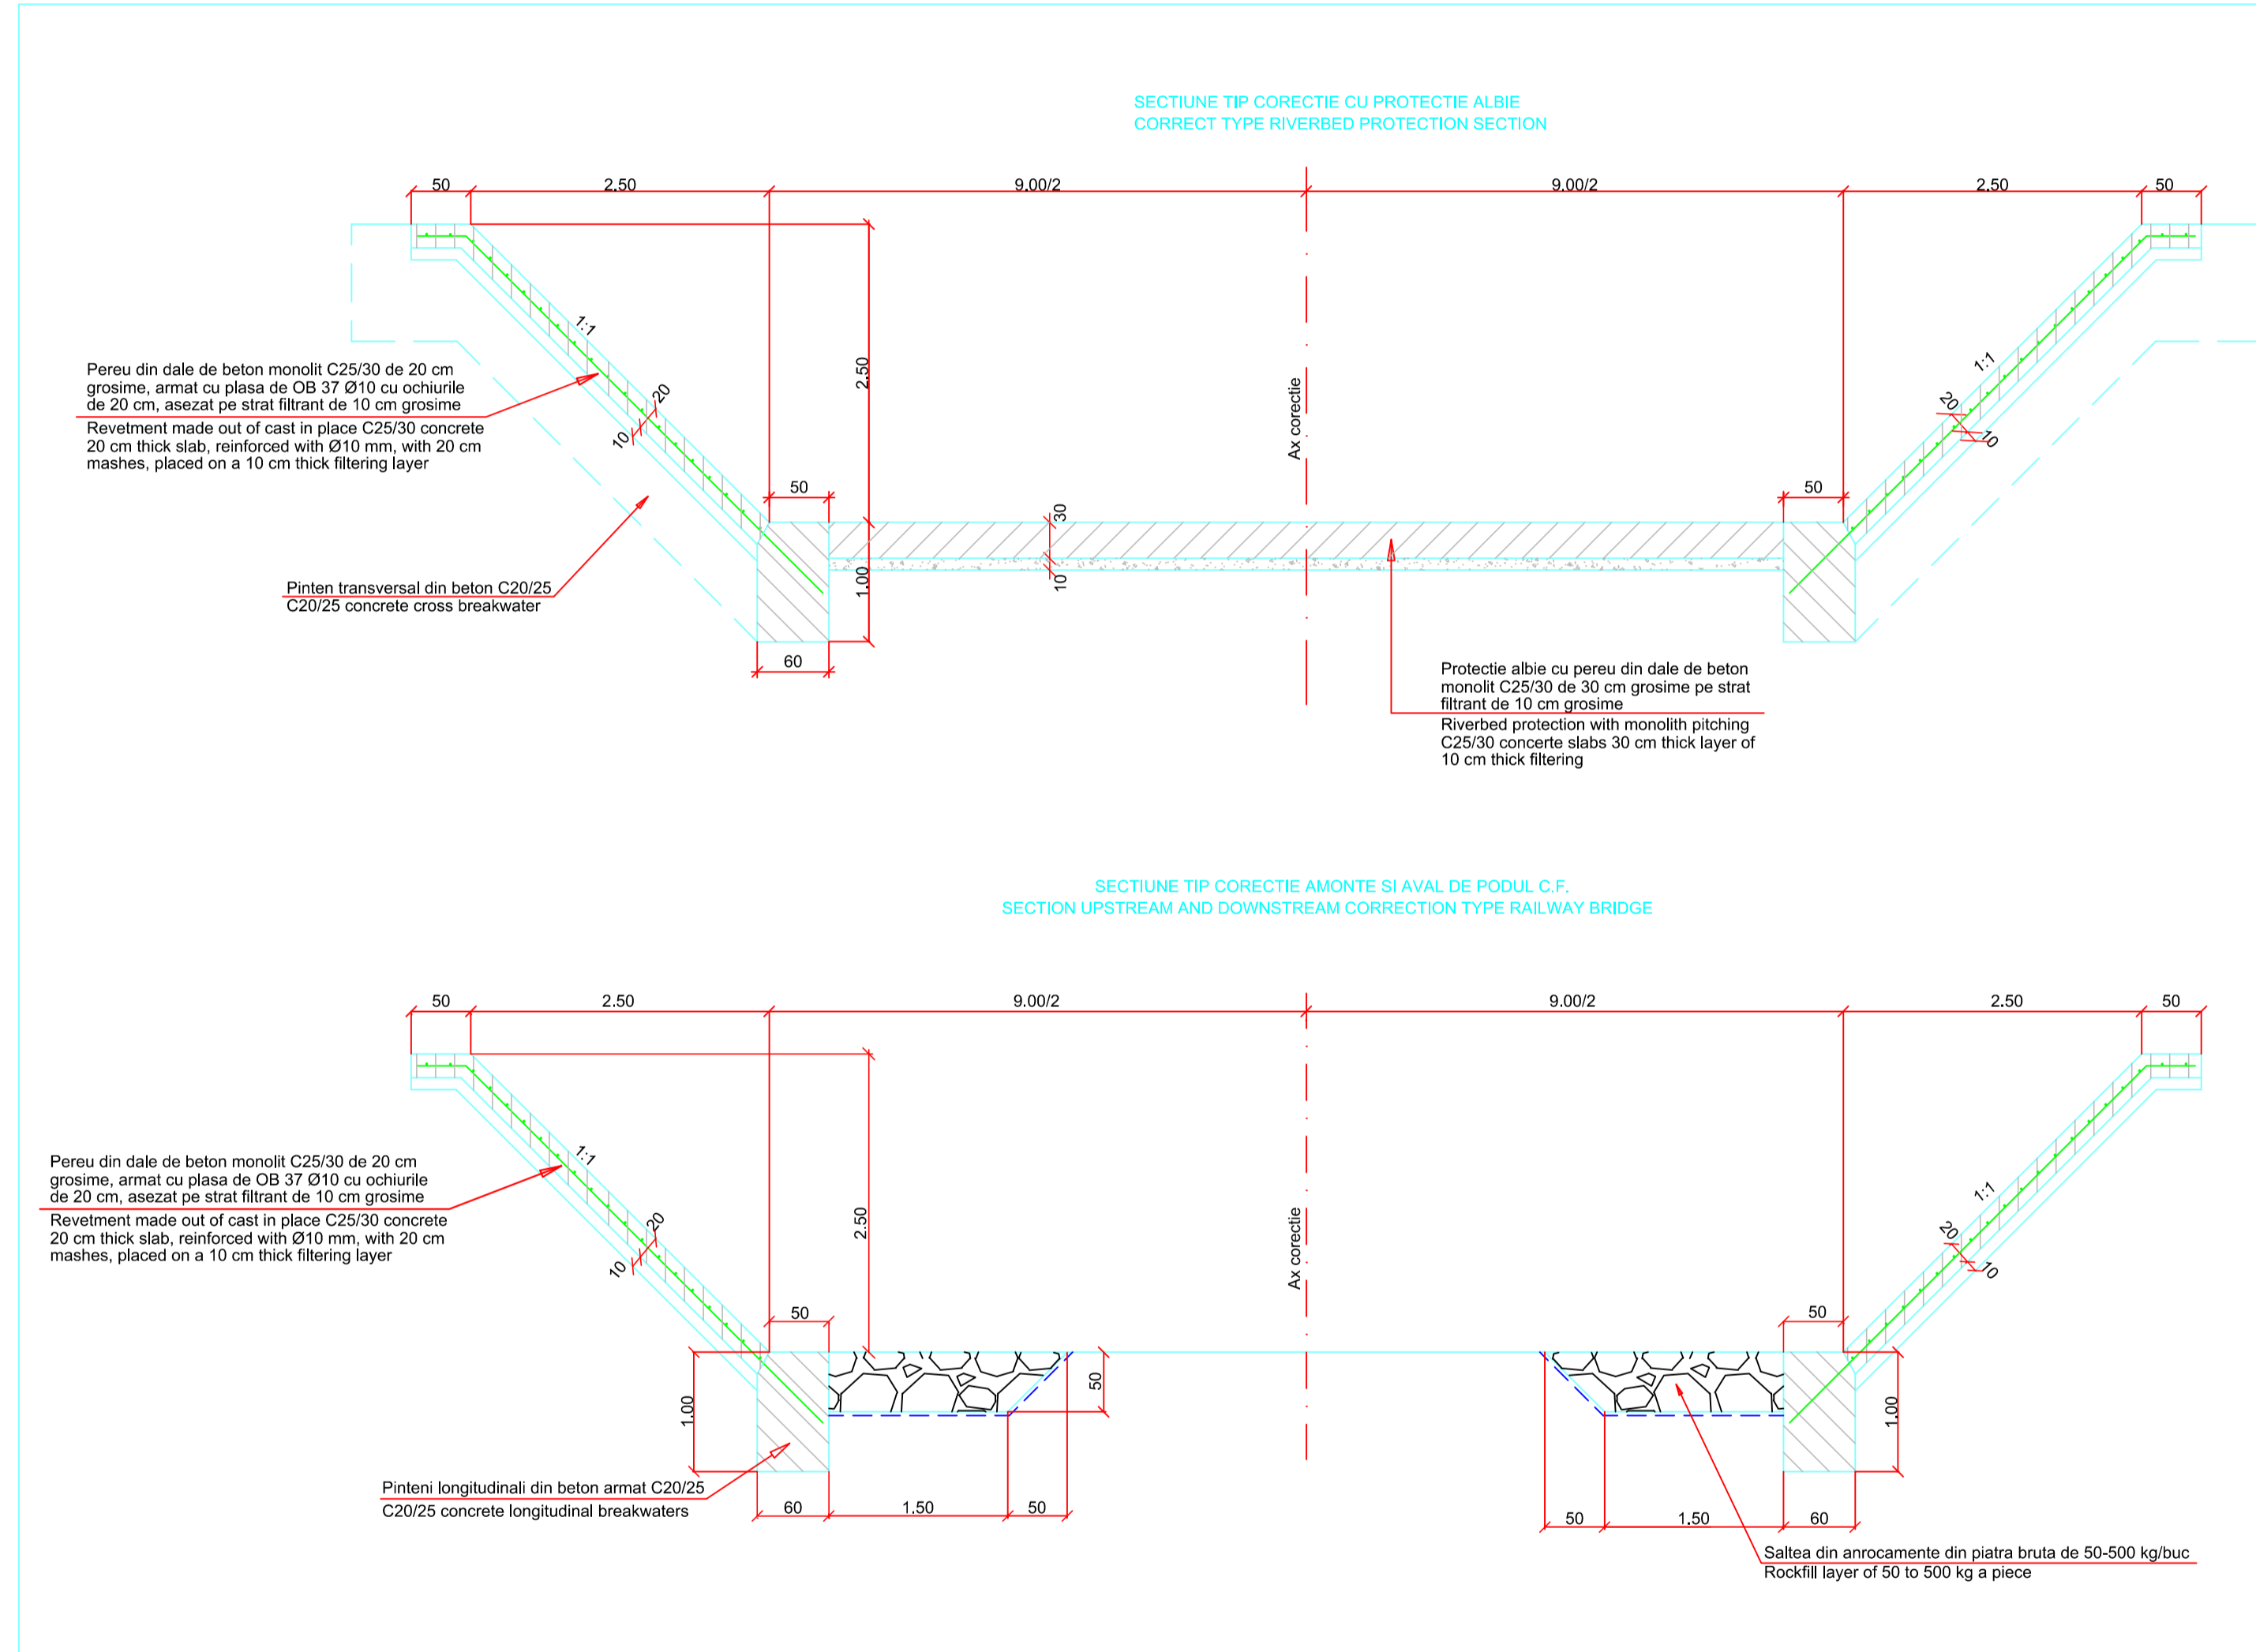 SECTIUNE TIP CORECTIE CU PROTECTIE ALBIE
CORRECT TYPE RIVERBED PROTECTION SECTION
50
2.50
9.00/2
9.00/2
2.50
50
1:1
2.50
Ax corectie
1:1
Pereu din dale de beton monolit C25/30 de 20 cm
grosime, armat cu plasa de OB 37 Ø10 cu ochiurile
de 20 cm, asezat pe strat filtrant de 10 cm grosime
Revetment made out of cast in place C25/30 concrete
20 cm thick slab, reinforced with Ø10 mm, with 20 cm
mashes, placed on a 10 cm thick filtering layer
20
10
20
10
50
30
50
1.00
10
Pinten transversal din beton C20/25
C20/25 concrete cross breakwater
60
Protectie albie cu pereu din dale de beton
monolit C25/30 de 30 cm grosime pe strat
filtrant de 10 cm grosime
Riverbed protection with monolith pitching
C25/30 concerte slabs 30 cm thick layer of
10 cm thick filtering
SECTIUNE TIP CORECTIE AMONTE SI AVAL DE PODUL C.F.
SECTION UPSTREAM AND DOWNSTREAM CORRECTION TYPE RAILWAY BRIDGE
50
2.50
9.00/2
9.00/2
2.50
50
1:1
2.50
Ax corectie
1:1
Pereu din dale de beton monolit C25/30 de 20 cm
grosime, armat cu plasa de OB 37 Ø10 cu ochiurile
de 20 cm, asezat pe strat filtrant de 10 cm grosime
Revetment made out of cast in place C25/30 concrete
20 cm thick slab, reinforced with Ø10 mm, with 20 cm
mashes, placed on a 10 cm thick filtering layer
20
10
20
10
50
50
50
1.00
1.00
Pinteni longitudinali din beton armat C20/25
C20/25 concrete longitudinal breakwaters
60
1.50
50
50
1.50
60
Saltea din anrocamente din piatra bruta de 50-500 kg/buc
Rockfill layer of 50 to 500 kg a piece